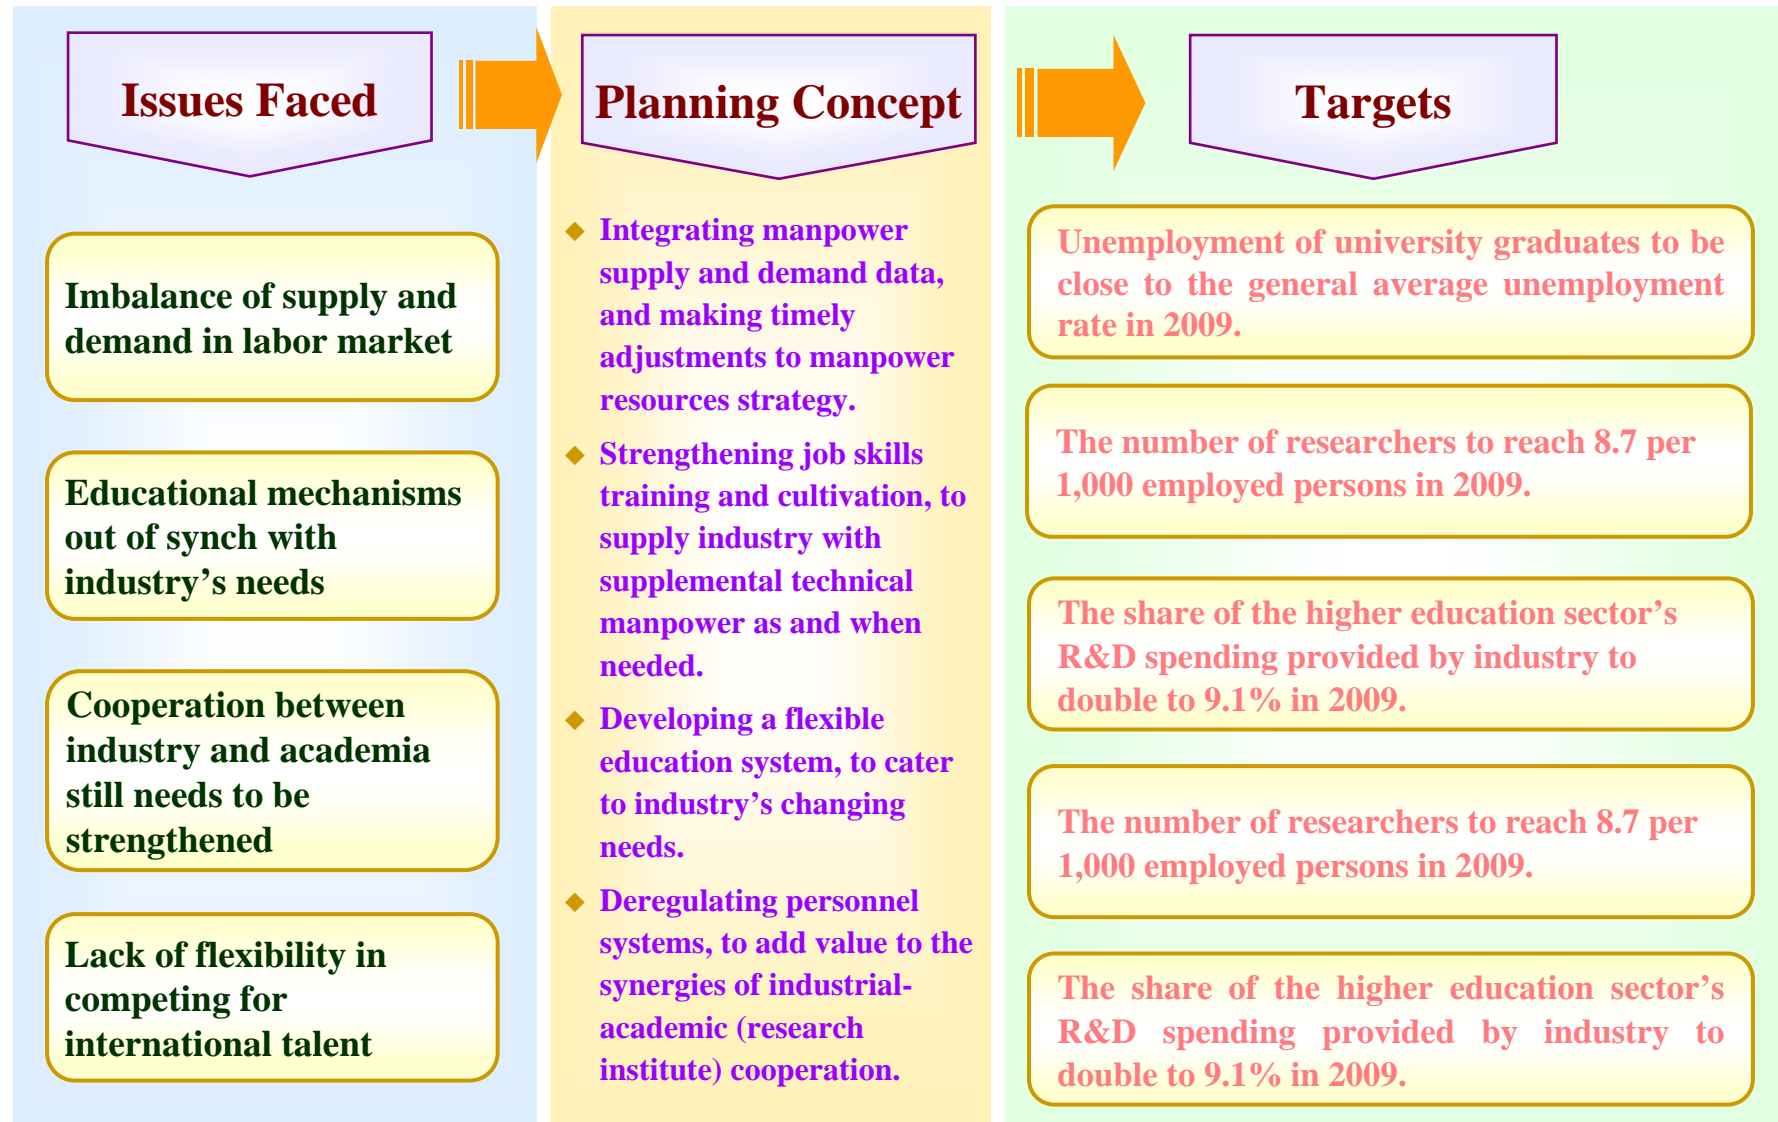 Issues Faced
Imbalance of supply and
demand in labor market
Educational mechanisms
out of synch with
industry’s needs
Cooperation between
industry and academia
still needs to be
strengthened
Lack of flexibility in
competing for
international talent
Planning Concept
Integrating manpower
supply and demand data,
and making timely
adjustments to manpower
resources strategy.
Strengthening job skills
training and cultivation, to
supply industry with
supplemental technical
manpower as and when
needed.
Developing a flexible
education system, to cater
to industry’s changing
needs.
Deregulating personnel
systems, to add value to the
synergies of industrial-
academic (research
institute) cooperation.
Targets
Unemployment of university graduates to be
close to the general average unemployment
rate in 2009.
The number of researchers to reach 8.7 per
1,000 employed persons in 2009.
The share of the higher education sector’s
R&D spending provided by industry to
double to 9.1% in 2009.
The number of researchers to reach 8.7 per
1,000 employed persons in 2009.
The share of the higher education sector’s
R&D spending provided by industry to
double to 9.1% in 2009.